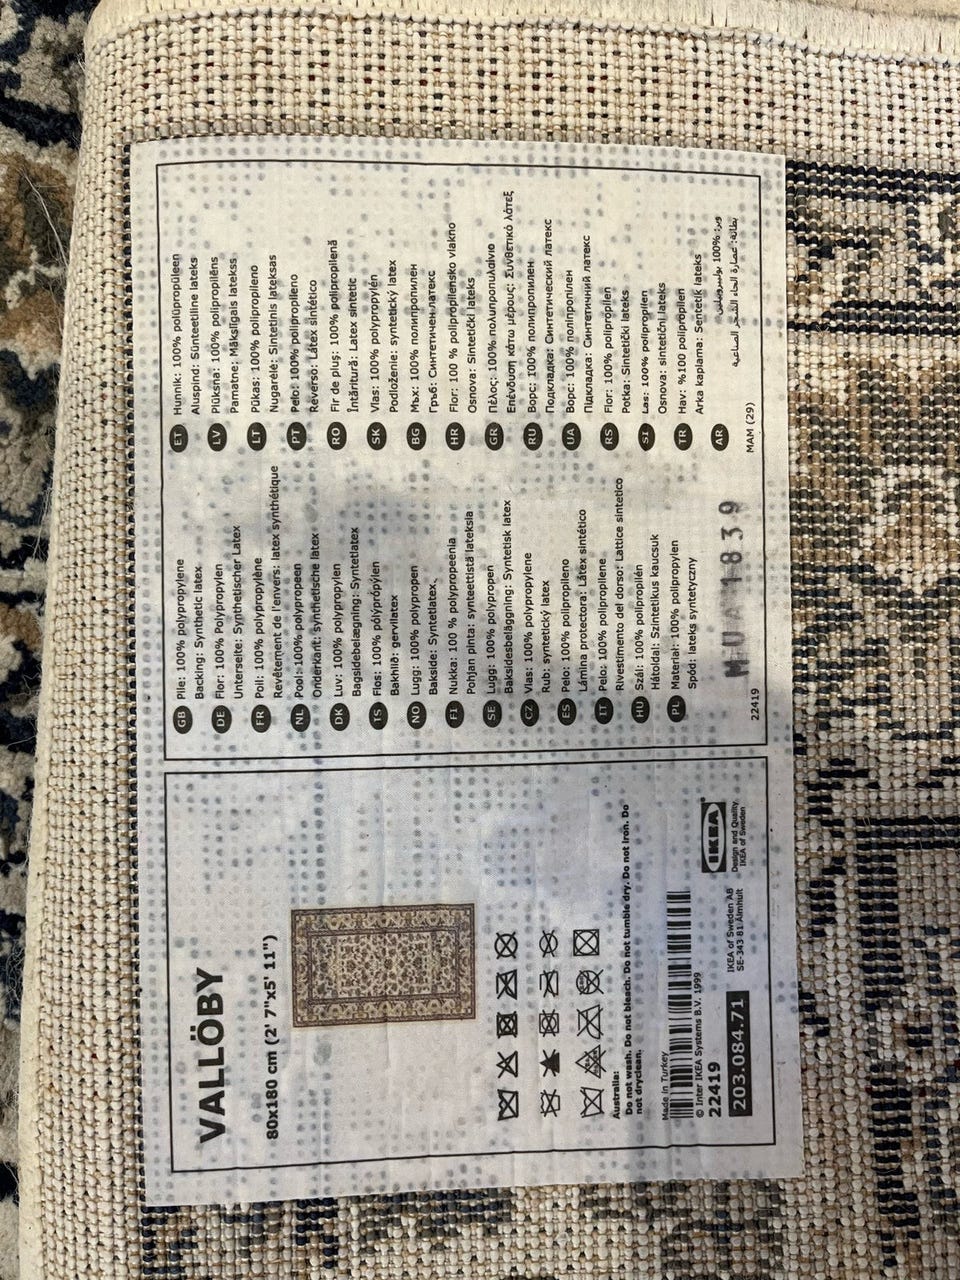 VALLÖBY
80x180 cm (2' 7"x5' 11")
Australia:
Do not wash. Do not bleach. Do not tumble dry. Do not iron. Do
not dryclean.
Made in Turkey
© Inter IKEA Systems B.V. 1999
22419
203.084.71
IKEA of Sweden AB
SE-343 81 Älmhult
IKEA
Design and Quality
IKEA of Sweden
GB Pile: 100% polypropylene
Backing: Synthetic latex
DE Flor: 100% Polypropylen
Unterseite: Synthetischer Latex
FR Poil: 100% polypropylène
Revêtement de l'envers: latex synthétique
NL Pool: 100% polypropeen
Onderkant: synthetische latex
DK Luv: 100% polypropylen
Bagsidebelægning: Syntetlatex
IS Flos: 100% pólýprópýlen
Bakhlið: gervilatex
NO Lugg: 100% polypropen
Bakside: Syntetlatex
FI Nukka: 100 % polypropeenia
Pohjan pinta: synteettistä lateksia
SE Lugg: 100% polypropen
Baksidesbeläggning: Syntetisk latex
CZ Vlas: 100% polypropylene
Rub: syntetický latex
ES Pelo: 100% polipropileno
Lámina protectora: Látex sintético
IT Pelo: 100% polipropilene
Rivestimento del dorso: Lattice sintetico
HU Szál: 100% polipropilén
Hátoldal: Szintetikus kaucsuk
PL Materiał: 100% polipropylen
Spód: lateks syntetyczny
MUA1839
22419
ET Hunnik: 100% polüpropüleen
Aluspind: Sünteetiline lateks
LV Plūksna: 100% polipropilēns
Pamatne: Mākslīgais latekss
LT Pūkas: 100% polipropileno
Nugarėlė: Sintetinis lateksas
PT Pelo: 100% polipropileno
Reverso: Látex sintético
RO Fir de pluş: 100% polipropilenă
Întăritură: Latex sintetic
SK Vlas: 100% polypropylén
Podloženie: syntetický latex
BG Мъх: 100% полипропилен
Гръб: Синтетичен латекс
HR Flor: 100 % polipropilensko vlakno
Osnova: Sintetički lateks
GR Πέλος: 100% πολυπροπυλαίνιο
Επένδυση κάτω μέρους: Συνθετικό λάτεξ
RU Ворс: 100% полипропилен
Подкладка: Синтетический латекс
UA Ворс: 100% поліпропілен
Підкладка: Синтетичний латекс
RS Flor: 100% polipropilen
Potka: Sintetički lateks
SI Las: 100% polipropilen
Osnova: sintetični lateks
TR Hav: %100 polipropilen
Arka kaplama: Sentetik lateks
AR وبر: 100% بوليبروبلين
بطانة: عصارة لحاء الشجر الصناعية
MAM (29)